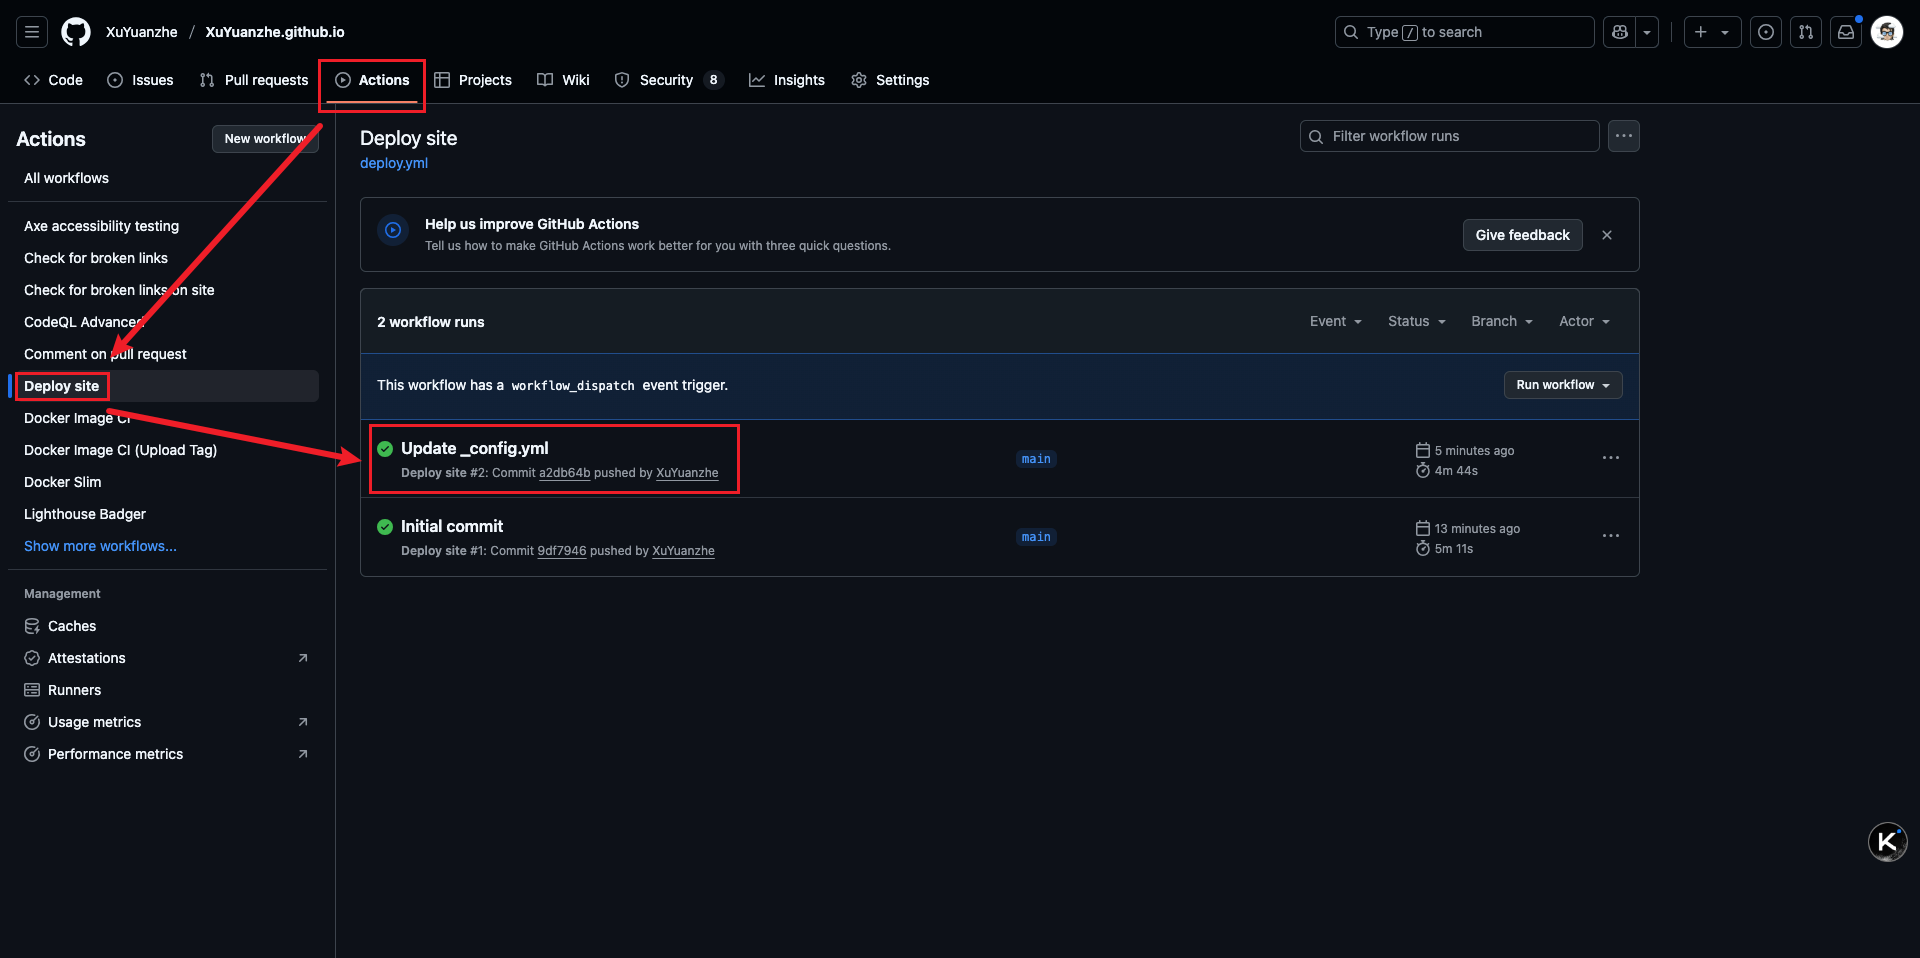 XuYuanzhe / XuYuanzhe.github.io
Type / to search
Code Issues Pull requests Actions Projects Wiki Security 8 Insights Settings
Actions
New workflow
All workflows
Axe accessibility testing
Check for broken links
Check for broken links on site
CodeQL Advanced
Comment on pull request
Deploy site
Docker Image CI
Docker Image CI (Upload Tag)
Docker Slim
Lighthouse Badger
Show more workflows...
Management
Caches
Attestations
Runners
Usage metrics
Performance metrics
Deploy site
deploy.yml
Filter workflow runs
Help us improve GitHub Actions
Tell us how to make GitHub Actions work better for you with three quick questions.
Give feedback
2 workflow runs
Event Status Branch Actor
This workflow has a workflow_dispatch event trigger.
Run workflow
Update _config.yml
Deploy site #2: Commit a2db64b pushed by XuYuanzhe
main
5 minutes ago
4m 44s
Initial commit
Deploy site #1: Commit 9df7946 pushed by XuYuanzhe
main
13 minutes ago
5m 11s
K